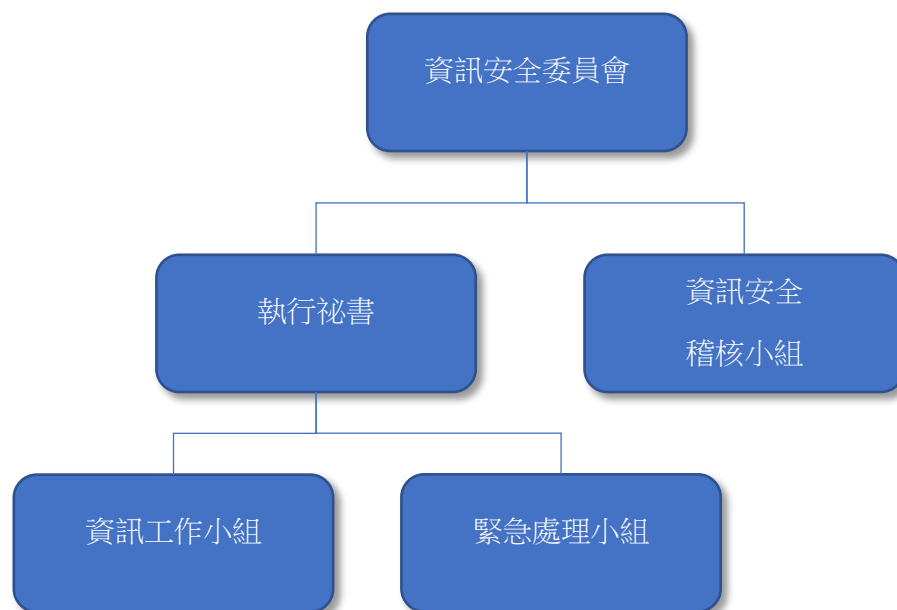 資訊安全委員會
執行祕書
資訊安全
稽核小組
資訊工作小組
緊急處理小組